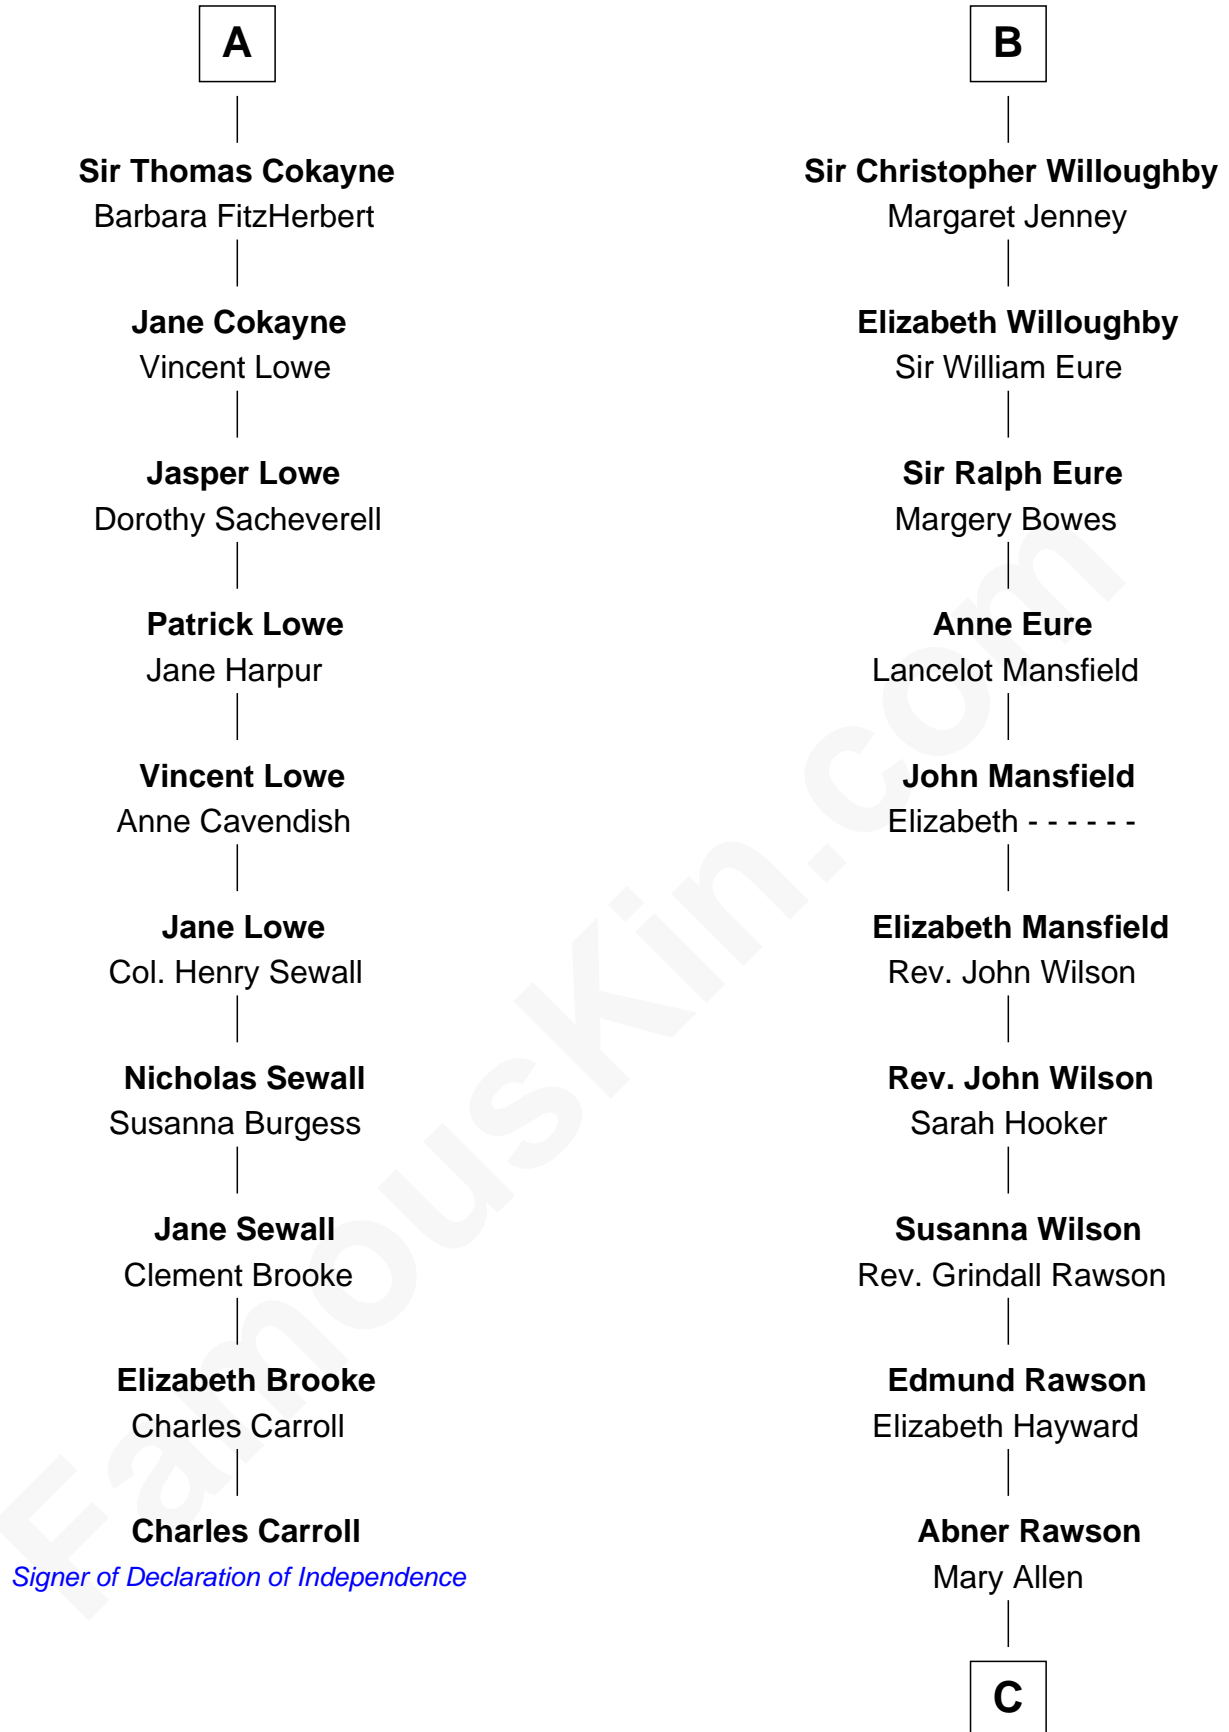 A
Sir Thomas Cokayne
Barbara FitzHerbert
Jane Cokayne
Vincent Lowe
Jasper Lowe
Dorothy Sacheverell
Patrick Lowe
Jane Harpur
Vincent Lowe
Anne Cavendish
Jane Lowe
Col. Henry Sewall
Nicholas Sewall
Susanna Burgess
Jane Sewall
Clement Brooke
Elizabeth Brooke
Charles Carroll
Charles Carroll
Signer of Declaration of Independence
B
Sir Christopher Willoughby
Margaret Jenney
Elizabeth Willoughby
Sir William Eure
Sir Ralph Eure
Margery Bowes
Anne Eure
Lancelot Mansfield
John Mansfield
Elizabeth - - - - - -
Elizabeth Mansfield
Rev. John Wilson
Rev. John Wilson
Sarah Hooker
Susanna Wilson
Rev. Grindall Rawson
Edmund Rawson
Elizabeth Hayward
Abner Rawson
Mary Allen
C
FamousKin.com